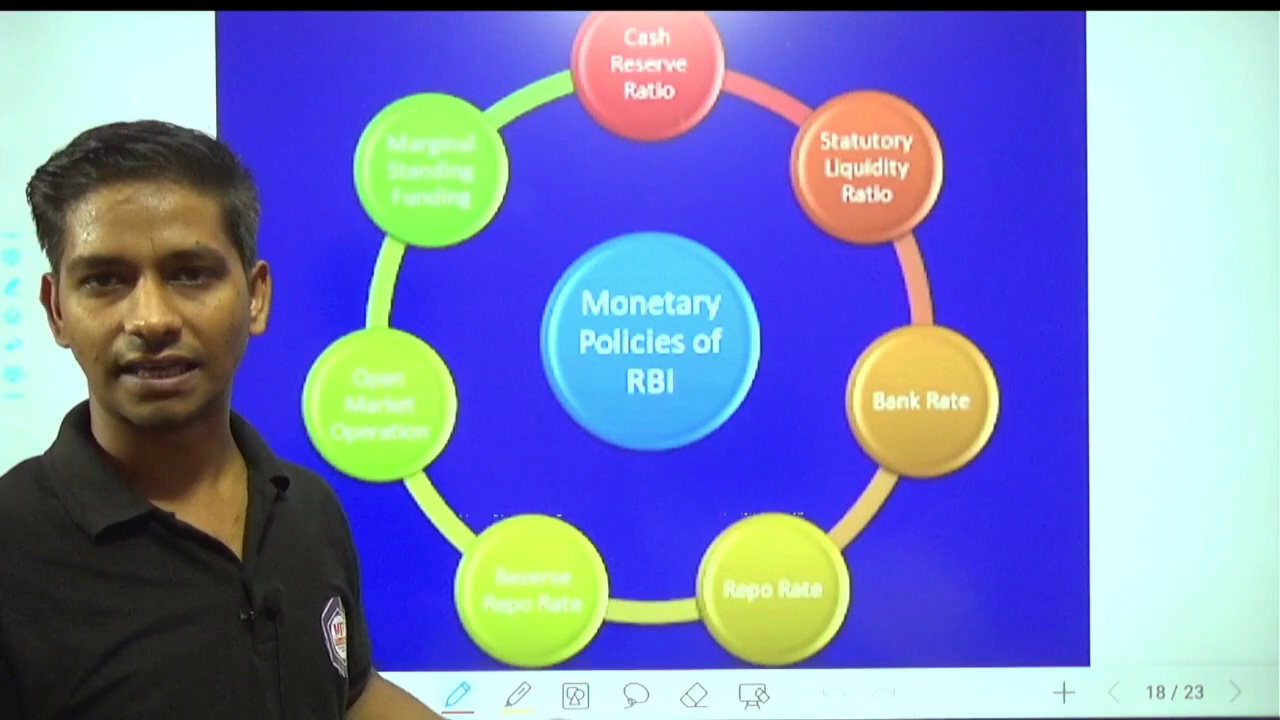 Cash
Reserve
Ratio
Statutory
Liquidity
Ratio
Bank Rate
Repo Rate
Reverse
Repo Rate
Open
Market
Operation
Marginal
Standing
Funding
Monetary
Policies of
RBI
18 / 23